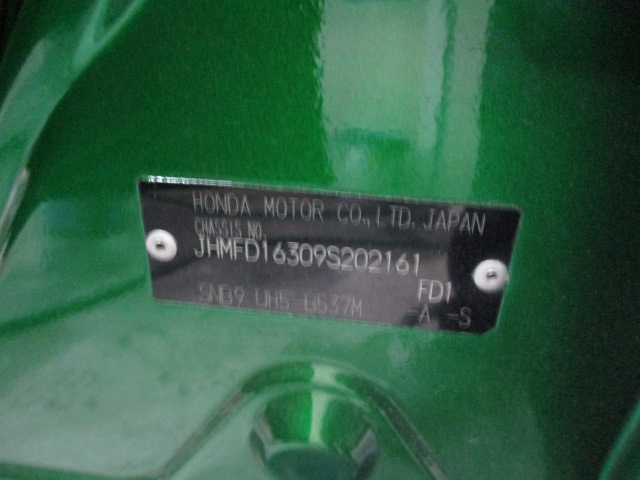 HONDA MOTOR CO.,LTD.JAPAN
CHASSIS NO.
JHMFD16309S202161
FD1
SNB9 UH5-G537M -A -S